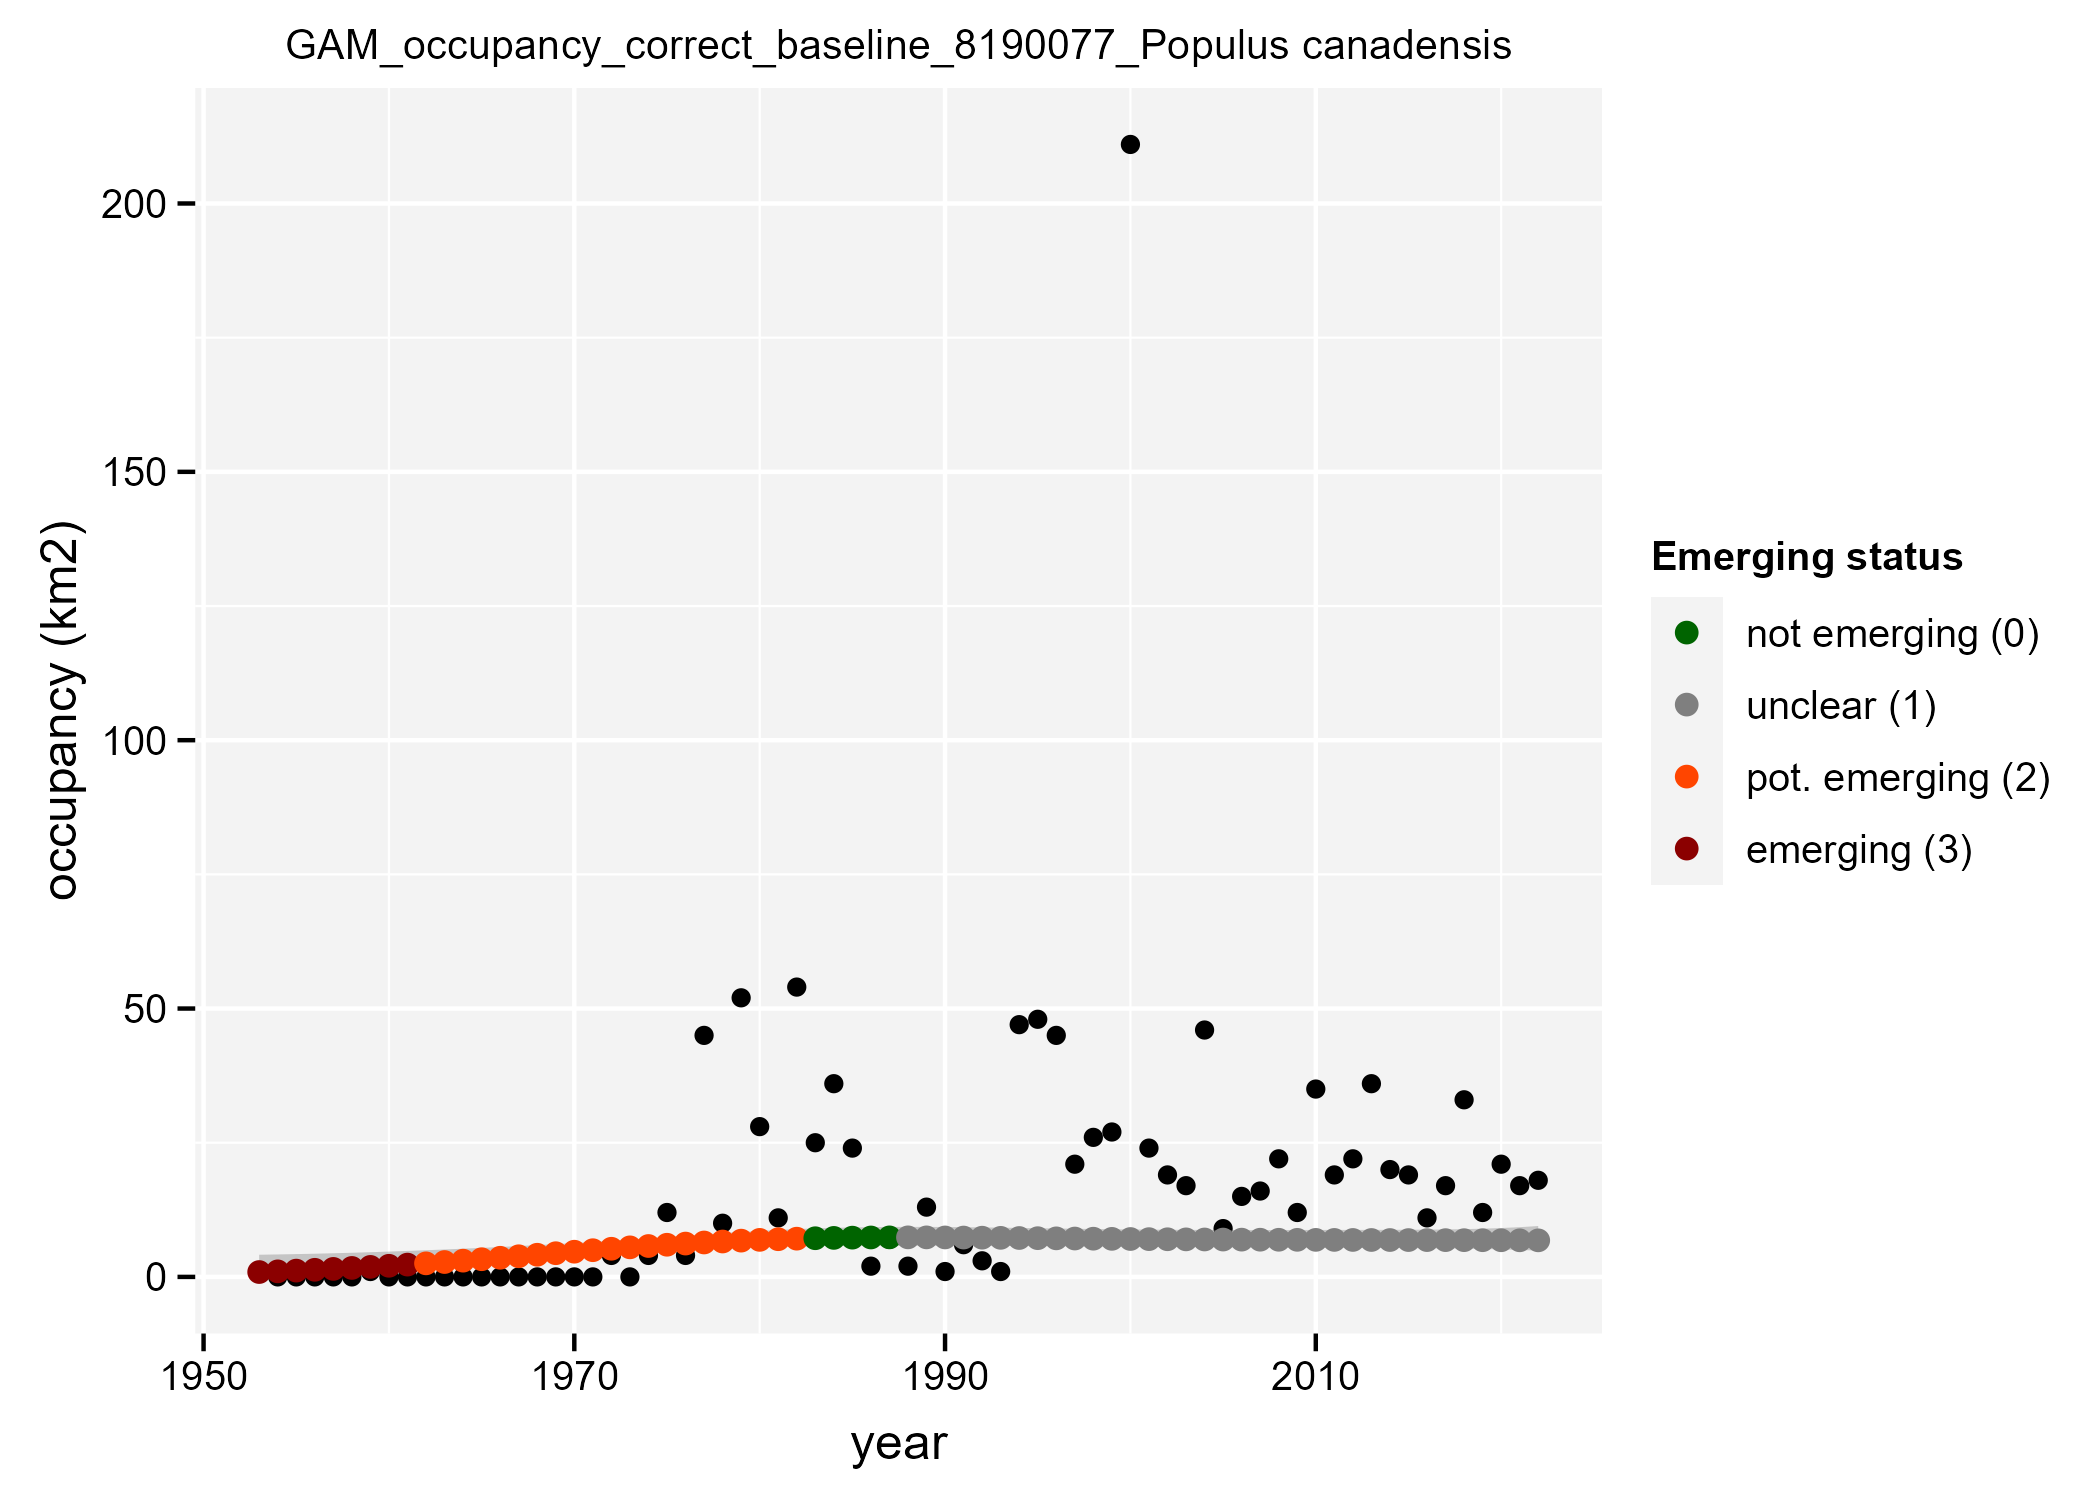 GAM_occupancy_correct_baseline_8190077_Populus canadensis
200
150
100
50
0
occupancy (km2)
1950 1970 1990 2010
year
Emerging status
not emerging (0)
unclear (1)
pot. emerging (2)
emerging (3)